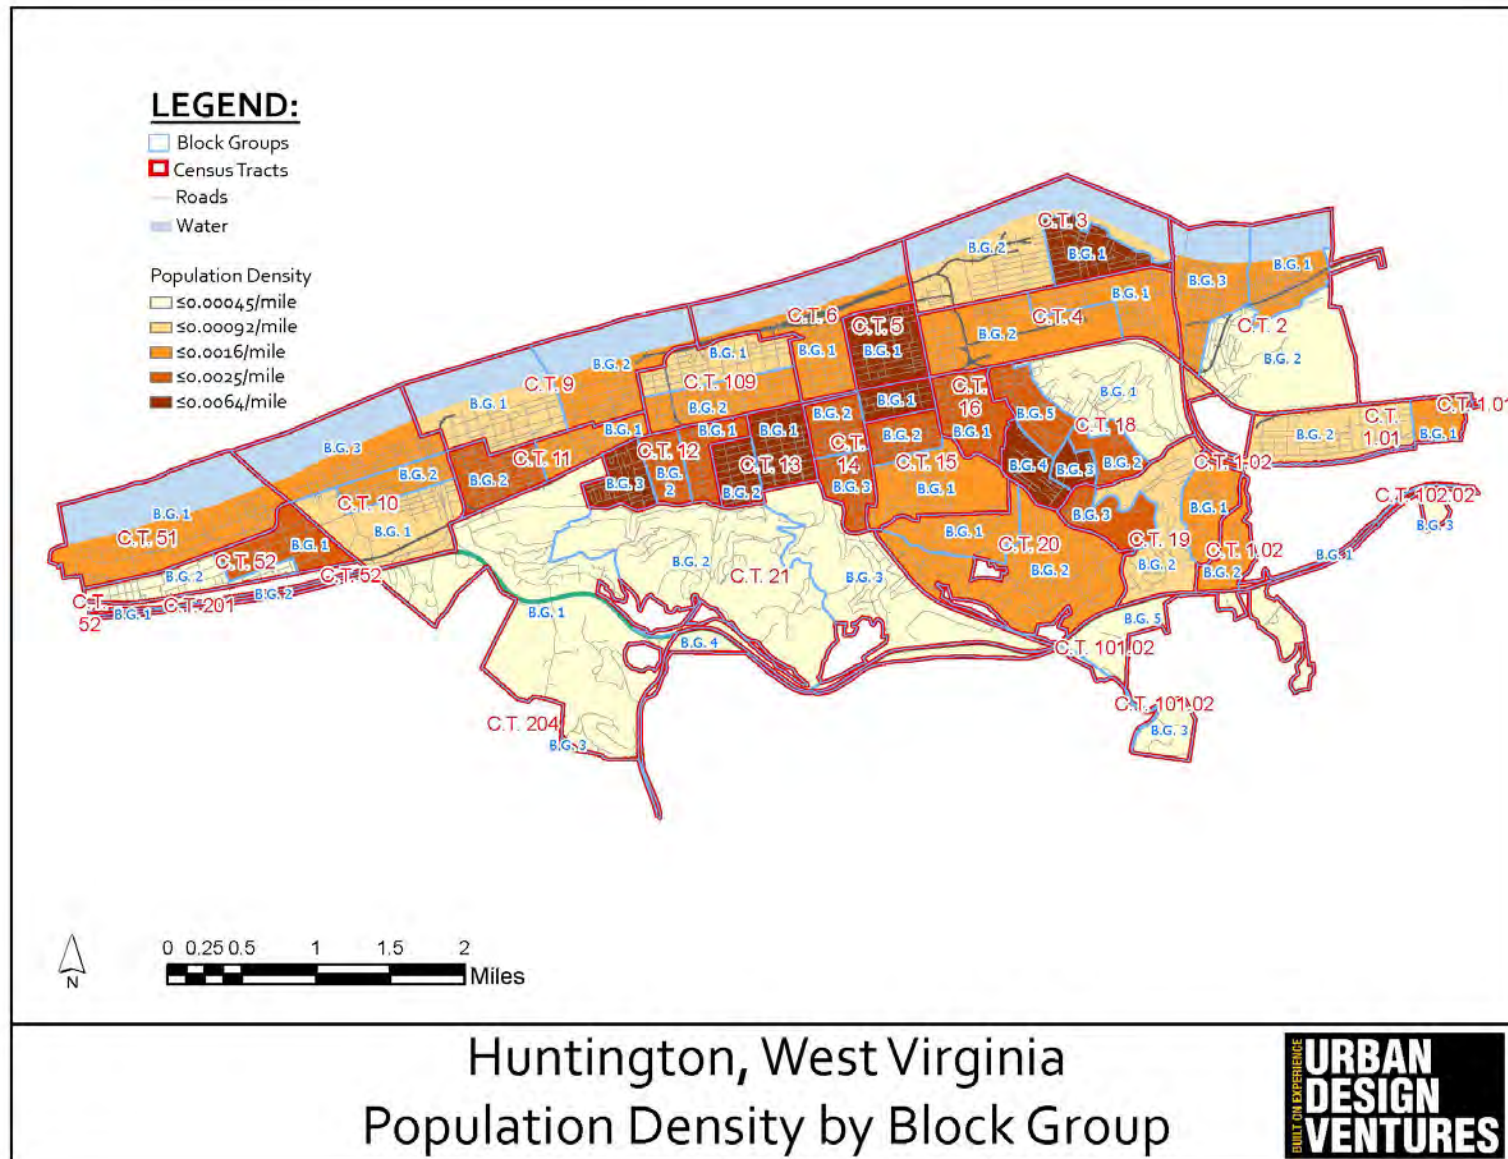 LEGEND:
Block Groups
Census Tracts
Roads
Water
Population Density
≤0.00045/mile
≤0.00092/mile
≤0.0016/mile
≤0.0025/mile
≤0.0064/mile
C.T. 3
B.G. 2
B.G. 1
B.G. 3
B.G. 1
B.G. 1
C.T. 6
C.T. 5
C.T. 4
C.T. 2
B.G. 2
B.G. 1
B.G. 1
B.G. 2
B.G. 2
B.G. 1
C.T. 9
C.T. 109
B.G. 1
C.T. 16
B.G. 1
C.T. 1.01
B.G. 1
B.G. 2
B.G. 2
B.G. 5
C.T. 18
C.T. 1.01
B.G. 1
B.G. 1
B.G. 1
B.G. 1
B.G. 2
B.G. 1
B.G. 2
B.G. 3
C.T. 11
C.T. 12
C.T. 13
C.T. 14
C.T. 15
B.G. 4
B.G. 3
B.G. 2
C.T. 1.02
B.G. 2
B.G. 2
B.G. 2
B.G. 3
B.G. 2
B.G. 3
B.G. 1
C.T. 10
C.T. 102.02
B.G. 1
B.G. 1
B.G. 1
B.G. 3
B.G. 1
B.G. 3
C.T. 51
B.G. 1
C.T. 20
C.T. 19
C.T. 1.02
B.G. 1
C.T. 52
B.G. 2
C.T. 52
B.G. 2
C.T. 21
B.G. 3
B.G. 2
B.G. 2
B.G. 2
C.T. 52
B.G. 1
C.T. 201
B.G. 2
B.G. 1
B.G. 5
B.G. 4
C.T. 101.02
C.T. 204
C.T. 101.02
B.G. 3
B.G. 3
0 0.25 0.5 1 1.5 2
Miles
N
Huntington, West Virginia
Population Density by Block Group
BUILT ON EXPERIENCE
URBAN
DESIGN
VENTURES